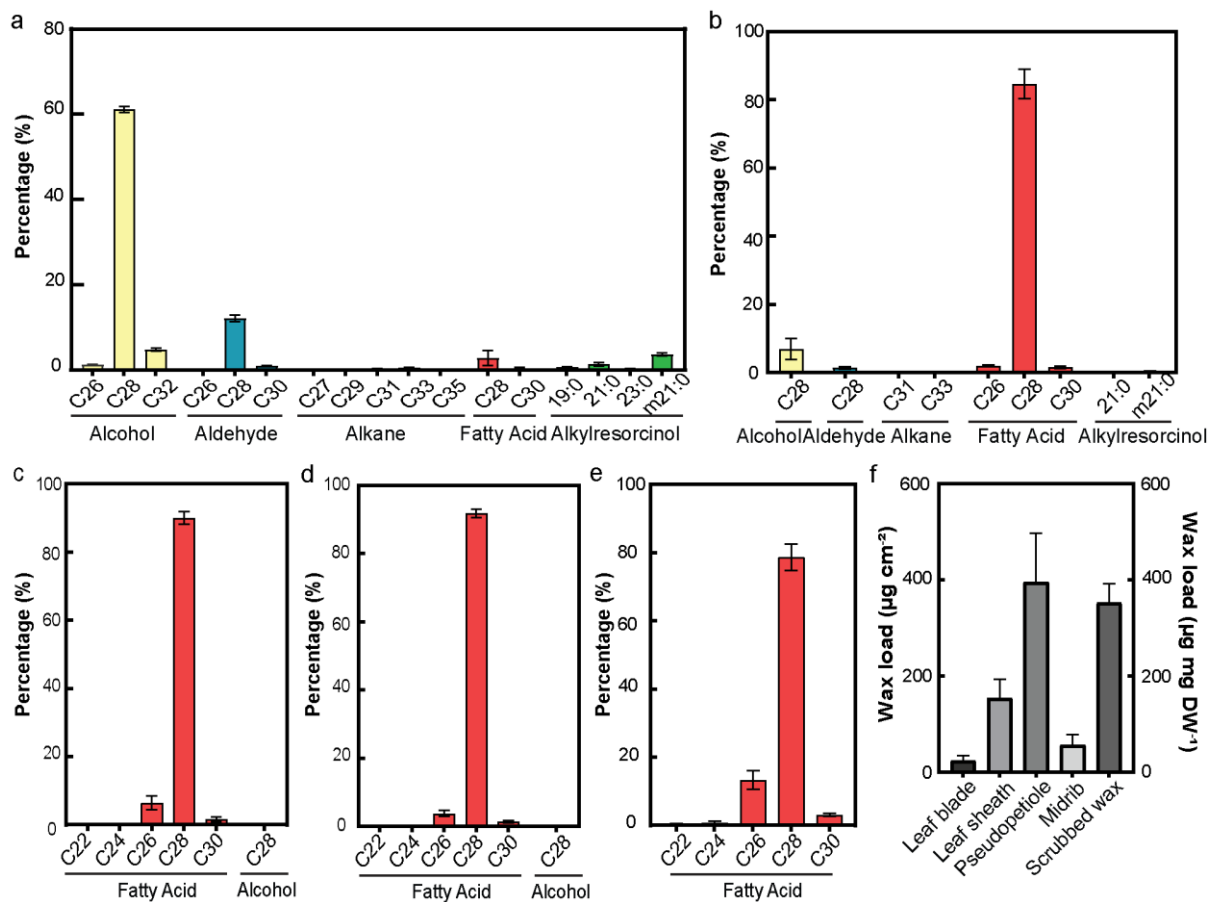 a
80
60
40
20
0
Percentage (%)
C26 C28 C32 C26 C28 C30 C27 C29 C31 C33 C35 C28 C30 19:0 21:0 23:0 m21:0
Alcohol Aldehyde Alkane Fatty Acid Alkylresorcinol
b
100
80
60
40
20
0
Percentage (%)
C28 C28 C31 C33 C26 C28 C30 21:0 m21:0
Alcohol Aldehyde Alkane Fatty Acid Alkylresorcinol
c
100
80
60
40
20
0
Percentage (%)
C22 C24 C26 C28 C30 C28
Fatty Acid Alcohol
d
100
80
60
40
20
0
Percentage (%)
C22 C24 C26 C28 C30 C28
Fatty Acid Alcohol
e
100
80
60
40
20
0
Percentage (%)
C22 C24 C26 C28 C30
Fatty Acid
f
600
400
200
0
Wax load (µg cm⁻²)
600
400
200
0
Wax load (µg mg DW⁻¹)
Leaf blade
Leaf sheath
Pseudopetiole
Midrib
Scrubbed wax